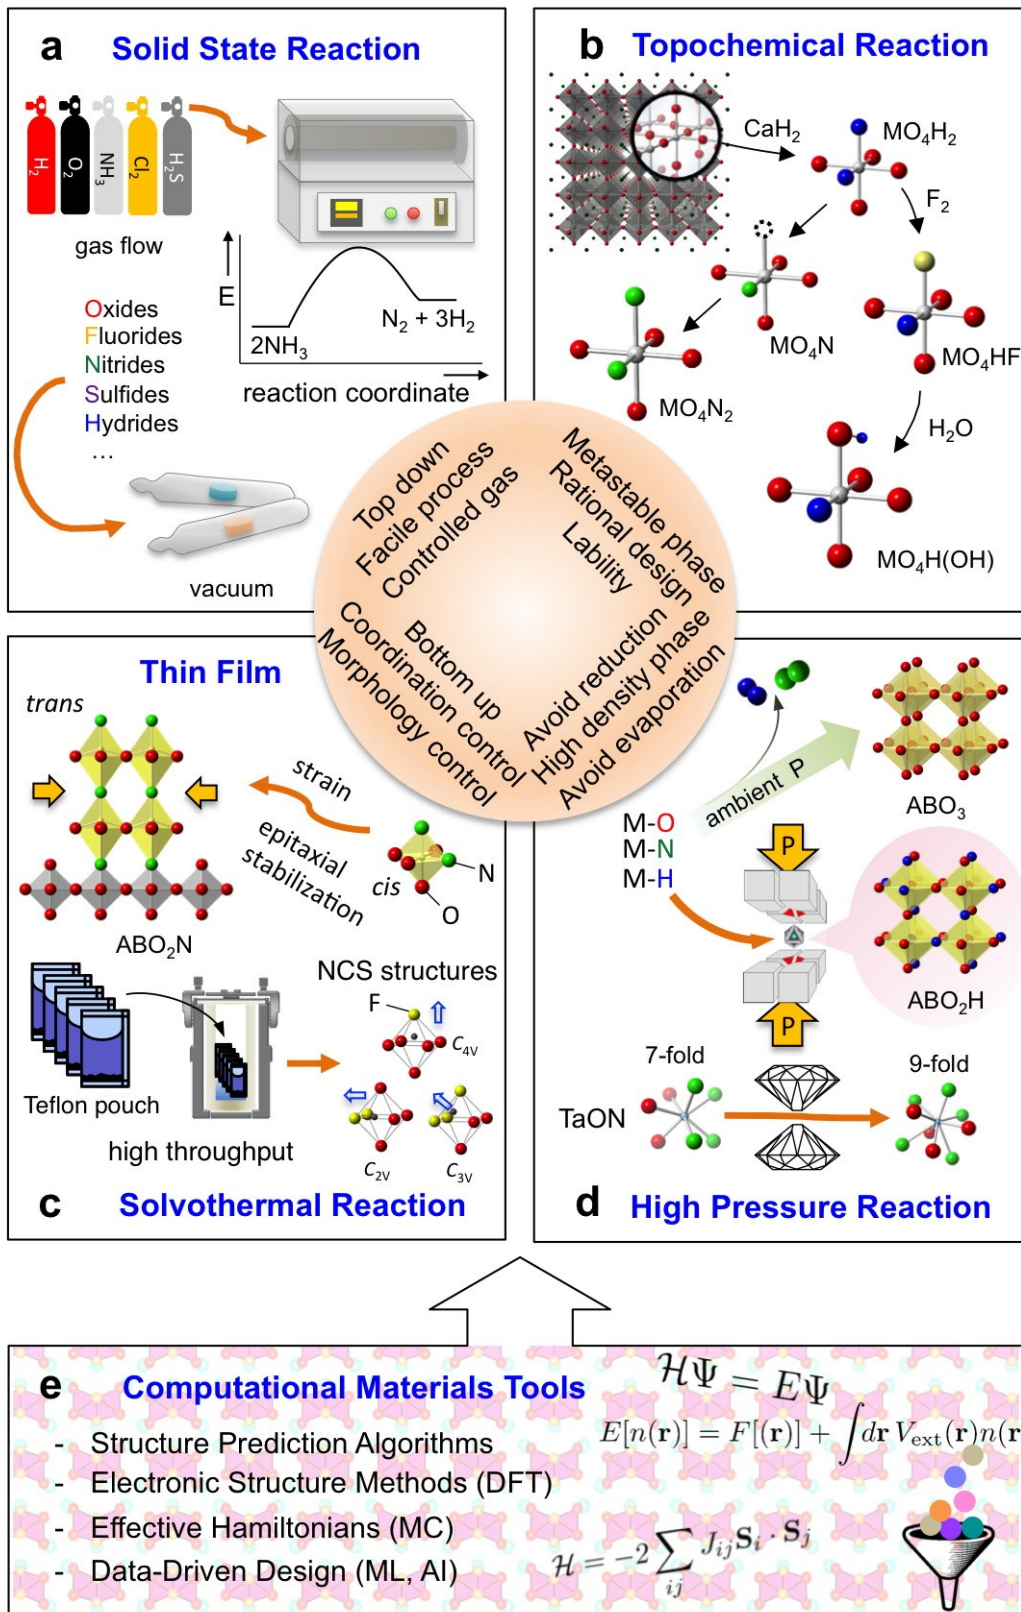 a Solid State Reaction
H2
O2
NH3
Cl2
H2S
gas flow
Oxides
Fluorides
Nitrides
Sulfides
Hydrides
...
vacuum
E
2NH3
N2 + 3H2
reaction coordinate
b Topochemical Reaction
CaH2
MO4H2
F2
MO4N
MO4HF
MO4N2
H2O
MO4H(OH)
Top down
Facile process
Controlled gas
Metastable phase
Rational design
Lability
Bottom up
Coordination control
Morphology control
Avoid reduction
High density phase
Avoid evaporation
Thin Film
trans
strain
epitaxial
stabilization
cis
N
O
ABO2N
NCS structures
F
C4V
C2V
C3V
Teflon pouch
high throughput
c Solvothermal Reaction
ambient P
ABO3
M-O
M-N
M-H
P
P
ABO2H
7-fold
9-fold
TaON
d High Pressure Reaction
e Computational Materials Tools
- Structure Prediction Algorithms
- Electronic Structure Methods (DFT)
- Effective Hamiltonians (MC)
- Data-Driven Design (ML, AI)
ℋΨ = EΨ
E[n(r)] = F[(r)] + ∫dr Vext(r)n(r
ℋ = −2 ∑ij Jij Si · Sj